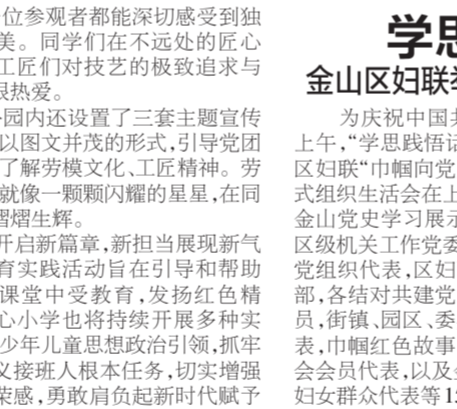 位参观者都能深切感受到独
美。同学们在不远处的匠心
工匠们对技艺的极致追求与
艮热爱。
园内还设置了三套主题宣传
以图文并茂的形式,引导党团
了解劳模文化、工匠精神。劳
就像一颗颗闪耀的星星,在同
熠熠生辉。
开启新篇章,新担当展现新气
育实践活动旨在引导和帮助
课堂中受教育,发扬红色精
心小学也将持续开展多种实
少年儿童思想政治引领,抓牢
义接班人根本任务,切实增强
荣感,勇敢肩负起新时代赋予
学思
金山区妇联举
为庆祝中国共
上午,“学思践悟话
区妇联“巾帼向党
式组织生活会在上
金山党史学习展示
区级机关工作党委
党组织代表,区妇
部,各结对共建党
员,街镇、园区、委
表,巾帼红色故事
会会员代表,以及
妇女群众代表等1